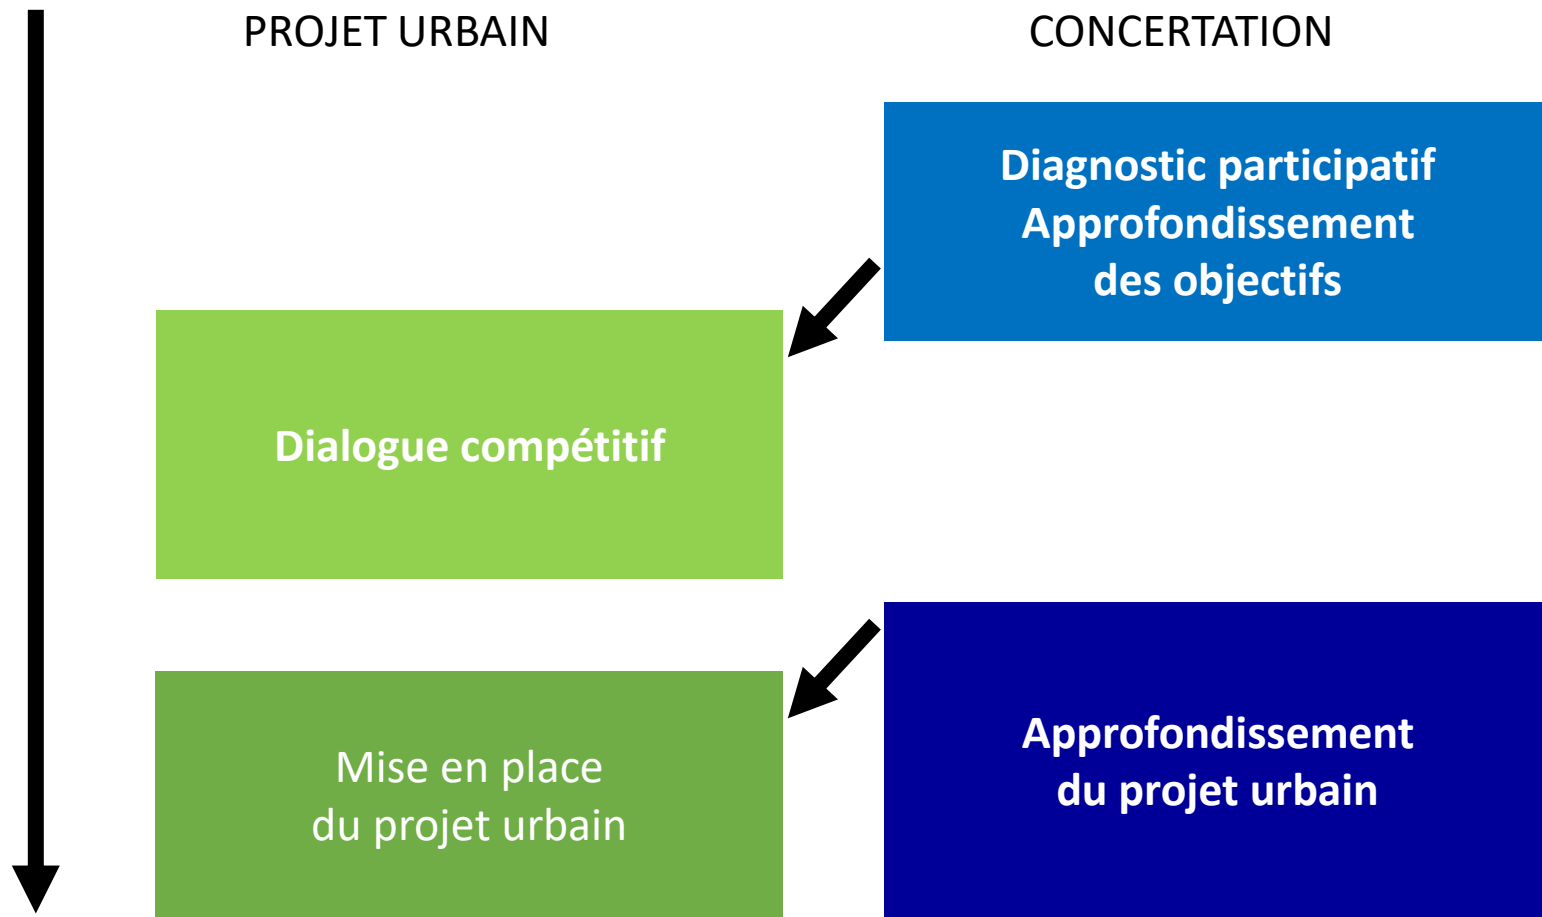 PROJET URBAIN
CONCERTATION
Diagnostic participatif
Approfondissement
des objectifs
Dialogue compétitif
Approfondissement
du projet urbain
Mise en place
du projet urbain